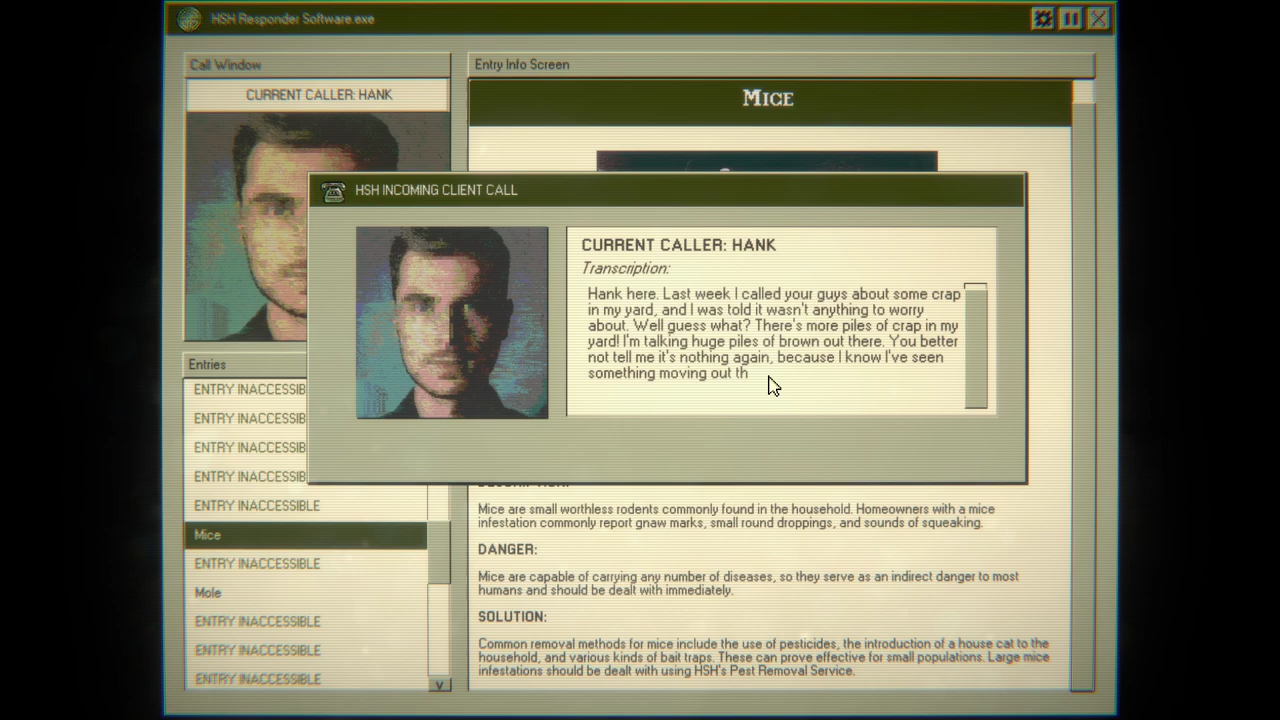 HSH Responder Software.exe
Call Window
CURRENT CALLER: HANK
Entry Info Screen
MICE
HSH INCOMING CLIENT CALL
CURRENT CALLER: HANK
Transcription:
Hank here. Last week I called your guys about some crap
in my yard, and I was told it wasn't anything to worry
about. Well guess what? There's more piles of crap in my
yard! I'm talking huge piles of brown out there. You better
not tell me it's nothing again, because I know I've seen
something moving out th
Entries
ENTRY INACCESSIB
ENTRY INACCESSIB
ENTRY INACCESSIB
ENTRY INACCESSIB
ENTRY INACCESSIBLE
Mice
ENTRY INACCESSIBLE
Mole
ENTRY INACCESSIBLE
ENTRY INACCESSIBLE
ENTRY INACCESSIBLE
Mice are small worthless rodents commonly found in the household. Homeowners with a mice
infestation commonly report gnaw marks, small round droppings, and sounds of squeaking.
DANGER:
Mice are capable of carrying any number of diseases, so they serve as an indirect danger to most
humans and should be dealt with immediately.
SOLUTION:
Common removal methods for mice include the use of pesticides, the introduction of a house cat to the
household, and various kinds of bait traps. These can prove effective for small populations. Large mice
infestations should be dealt with using HSH's Pest Removal Service.